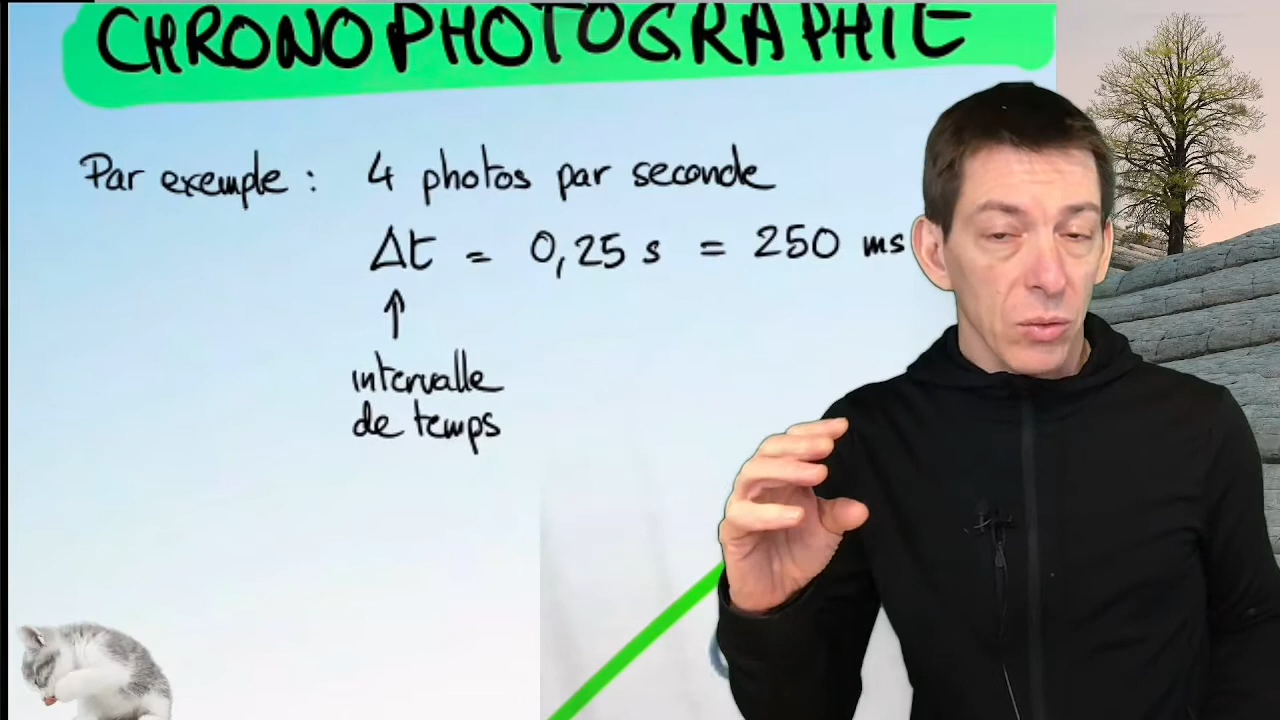 CHRONOPHOTOGRAPHIE
Par exemple : 4 photos par seconde
Δt = 0,25 s = 250 ms
↑
intervalle
de temps